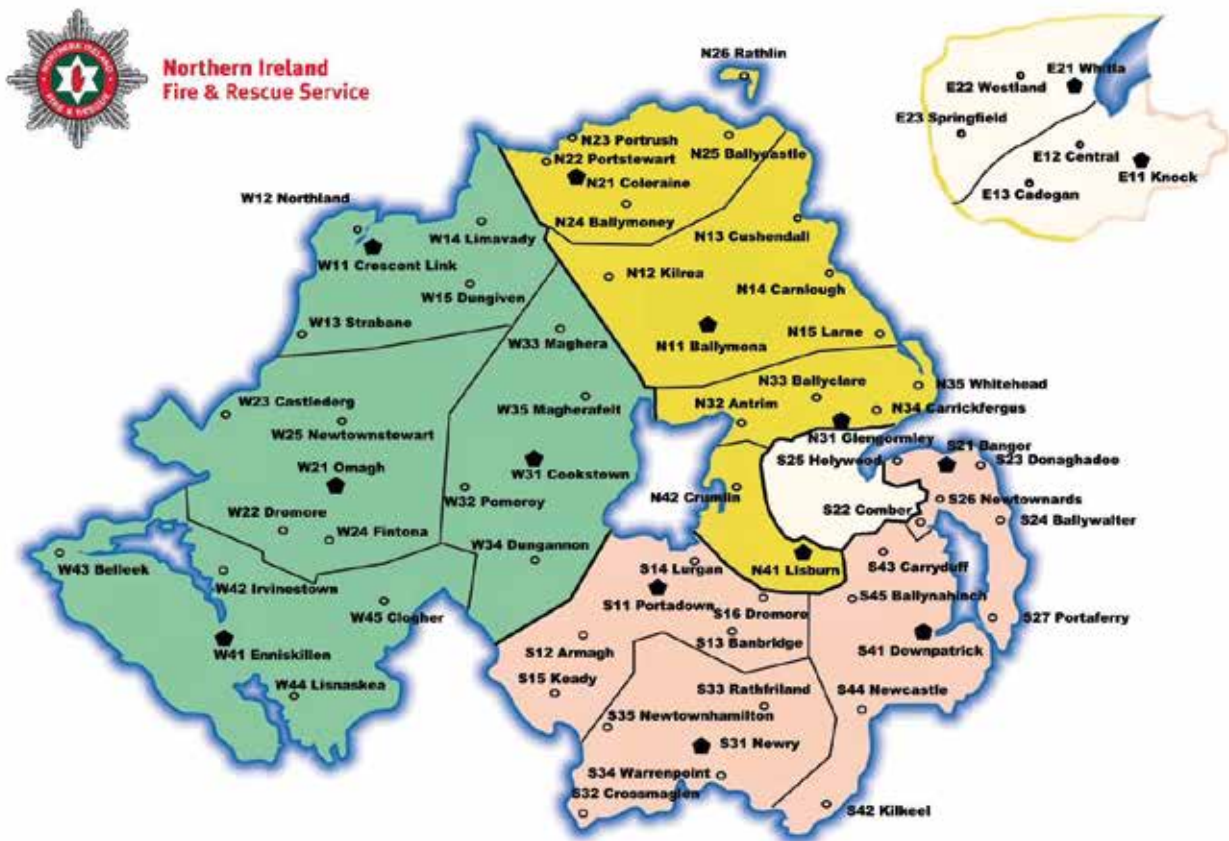 NORTHERN IRELAND
FIRE & RESCUE
Northern Ireland
Fire & Rescue Service
N26 Rathlin
E21 Whitla
E22 Westland
E23 Springfield
E12 Central
E11 Knock
E13 Cadogan
N23 Portrush
N22 Portstewart
N25 Ballycastle
N21 Coleraine
N24 Ballymoney
W12 Northland
W14 Limavady
N13 Cushendall
W11 Crescent Link
N12 Kilrea
N14 Carnlough
W15 Dungiven
W13 Strabane
W33 Maghera
N15 Larne
N11 Ballymena
N33 Ballyclare
N35 Whitehead
W23 Castlederg
W35 Magherafelt
N32 Antrim
N34 Carrickfergus
W25 Newtownstewart
N31 Glengormley
S21 Bangor
W21 Omagh
W31 Cookstown
S25 Holywood
S23 Donaghadee
W32 Pomeroy
N42 Crumlin
S26 Newtownards
W22 Dromore
S22 Comber
S24 Ballywalter
W24 Fintona
W34 Dungannon
W43 Belleek
S14 Lurgan
N41 Lisburn
S43 Carryduff
W42 Irvinestown
S11 Portadown
S16 Dromore
S45 Ballynahinch
W45 Clogher
S27 Portaferry
S13 Banbridge
S12 Armagh
W41 Enniskillen
S41 Downpatrick
S15 Keady
W44 Lisnaskea
S33 Rathfriland
S44 Newcastle
S35 Newtownhamilton
S31 Newry
S34 Warrenpoint
S32 Crossmaglen
S42 Kilkeel